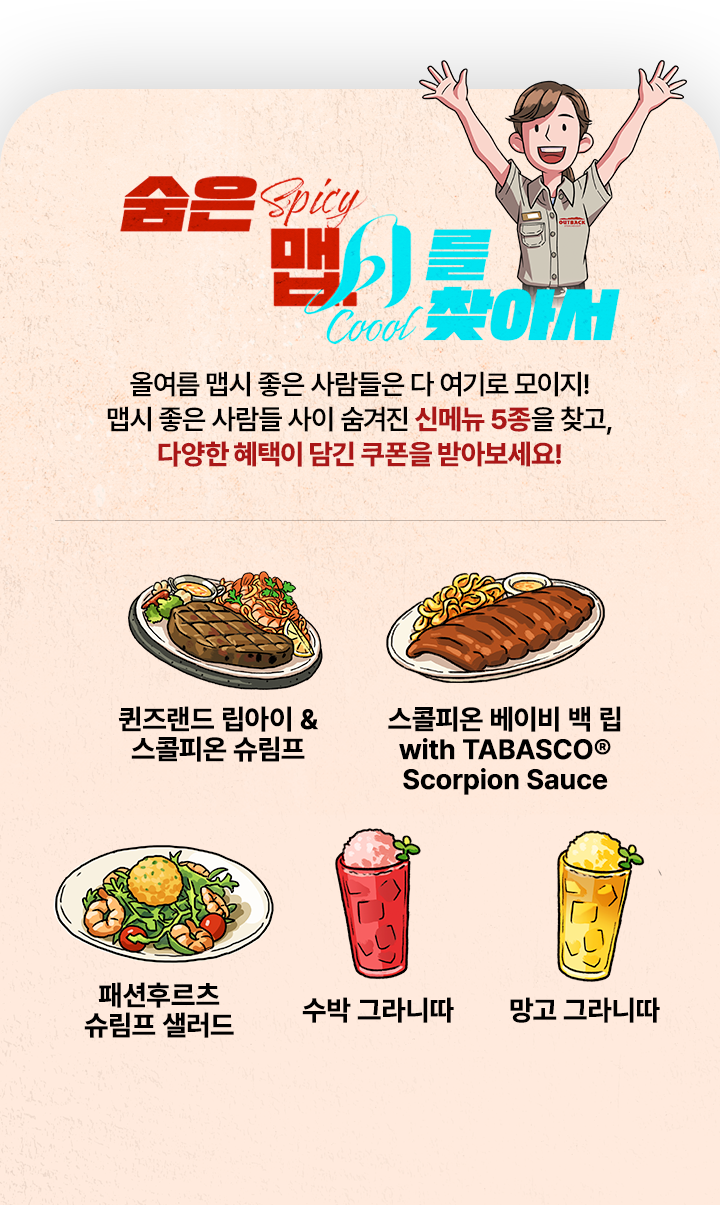 숨은 Spicy
맵시를
Coool 찾아서
OUTBACK
올여름 맵시 좋은 사람들은 다 여기로 모이지!
맵시 좋은 사람들 사이 숨겨진 신메뉴 5종을 찾고,
다양한 혜택이 담긴 쿠폰을 받아보세요!
퀸즈랜드 립아이 &
스콜피온 슈림프
스콜피온 베이비 백 립
with TABASCO®
Scorpion Sauce
패션후르츠
슈림프 샐러드
수박 그라니따
망고 그라니따